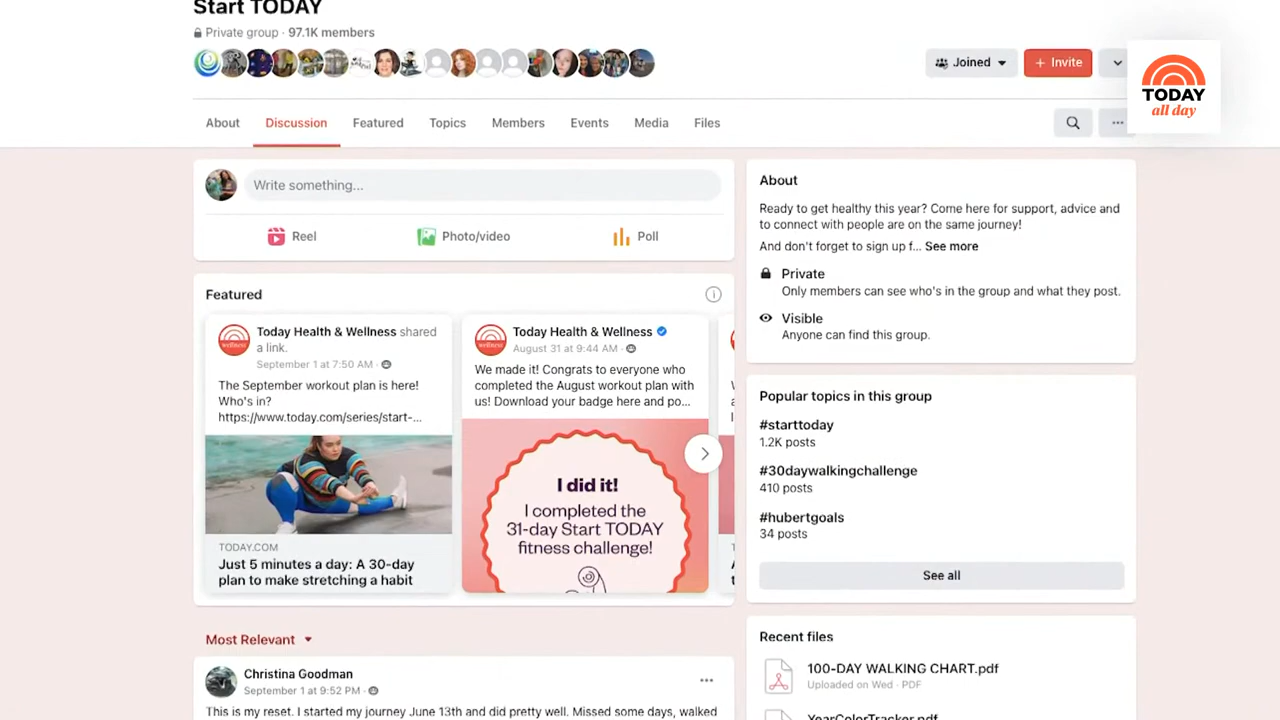 Start TODAY
Private group · 97.1K members
Joined
+ Invite
TODAY
all day
About
Discussion
Featured
Topics
Members
Events
Media
Files
Write something...
Reel
Photo/video
Poll
Featured
Today Health & Wellness shared
a link.
September 1 at 7:50 AM ·
The September workout plan is here!
Who's in?
https://www.today.com/series/start-...
TODAY.COM
Just 5 minutes a day: A 30-day
plan to make stretching a habit
wellness
Today Health & Wellness
August 31 at 9:44 AM ·
We made it! Congrats to everyone who
completed the August workout plan with
us! Download your badge here and po...
I did it!
I completed the
31-day Start TODAY
fitness challenge!
Most Relevant
Christina Goodman
September 1 at 9:52 PM ·
This is my reset. I started my journey June 13th and did pretty well. Missed some days, walked
About
Ready to get healthy this year? Come here for support, advice and
to connect with people are on the same journey!
And don't forget to sign up f... See more
Private
Only members can see who's in the group and what they post.
Visible
Anyone can find this group.
Popular topics in this group
#starttoday
1.2K posts
#30daywalkingchallenge
410 posts
#hubertgoals
34 posts
See all
Recent files
100-DAY WALKING CHART.pdf
Uploaded on Wed · PDF
YearColorTracker.pdf